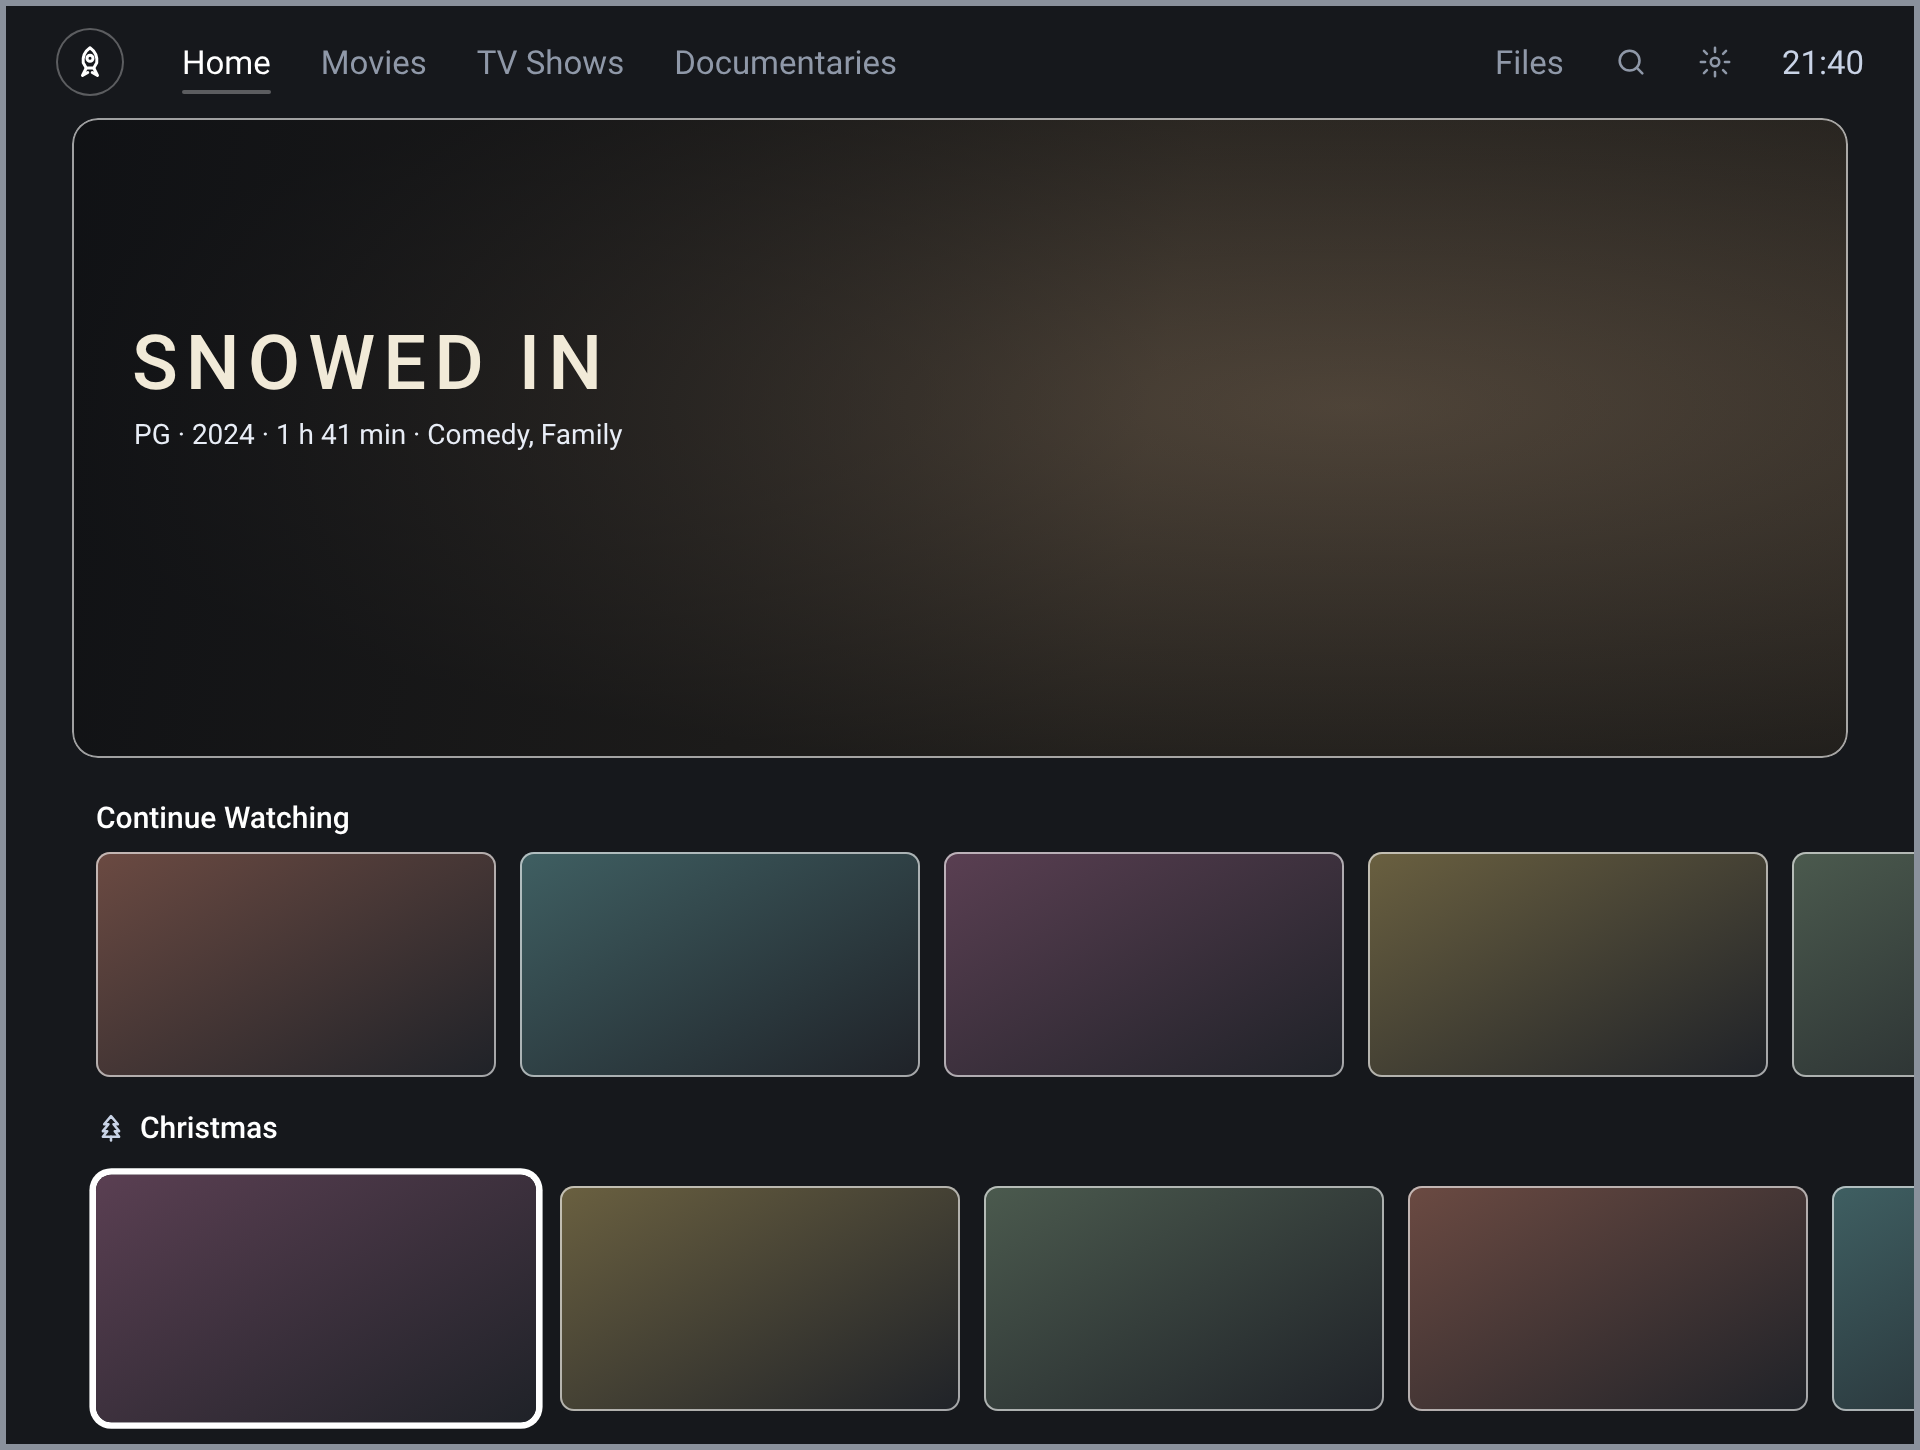 Home Movies TV Shows Documentaries Files 21:40
SNOWED IN
PG · 2024 · 1 h 41 min · Comedy, Family
Continue Watching
Christmas